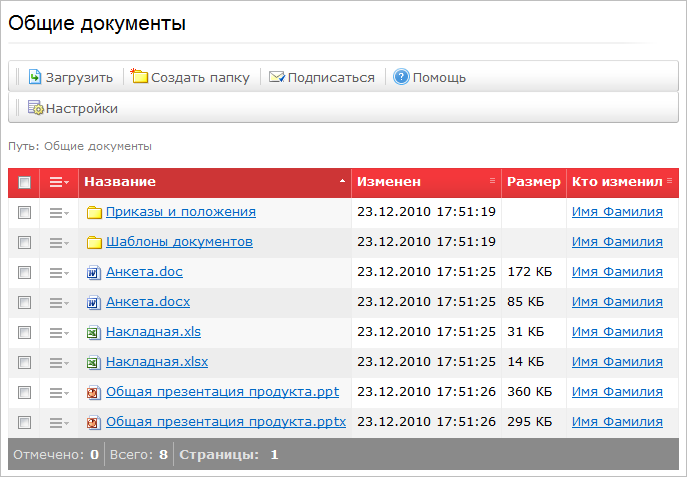 Общие документы
Загрузить Создать папку Подписаться Помощь
Настройки
Путь: Общие документы
Название Изменен Размер Кто изменил
Приказы и положения 23.12.2010 17:51:19 Имя Фамилия
Шаблоны документов 23.12.2010 17:51:19 Имя Фамилия
Анкета.doc 23.12.2010 17:51:25 172 КБ Имя Фамилия
Анкета.docx 23.12.2010 17:51:25 85 КБ Имя Фамилия
Накладная.xls 23.12.2010 17:51:25 31 КБ Имя Фамилия
Накладная.xlsx 23.12.2010 17:51:25 14 КБ Имя Фамилия
Общая презентация продукта.ppt 23.12.2010 17:51:26 360 КБ Имя Фамилия
Общая презентация продукта.pptx 23.12.2010 17:51:26 295 КБ Имя Фамилия
Отмечено: 0 Всего: 8 Страницы: 1